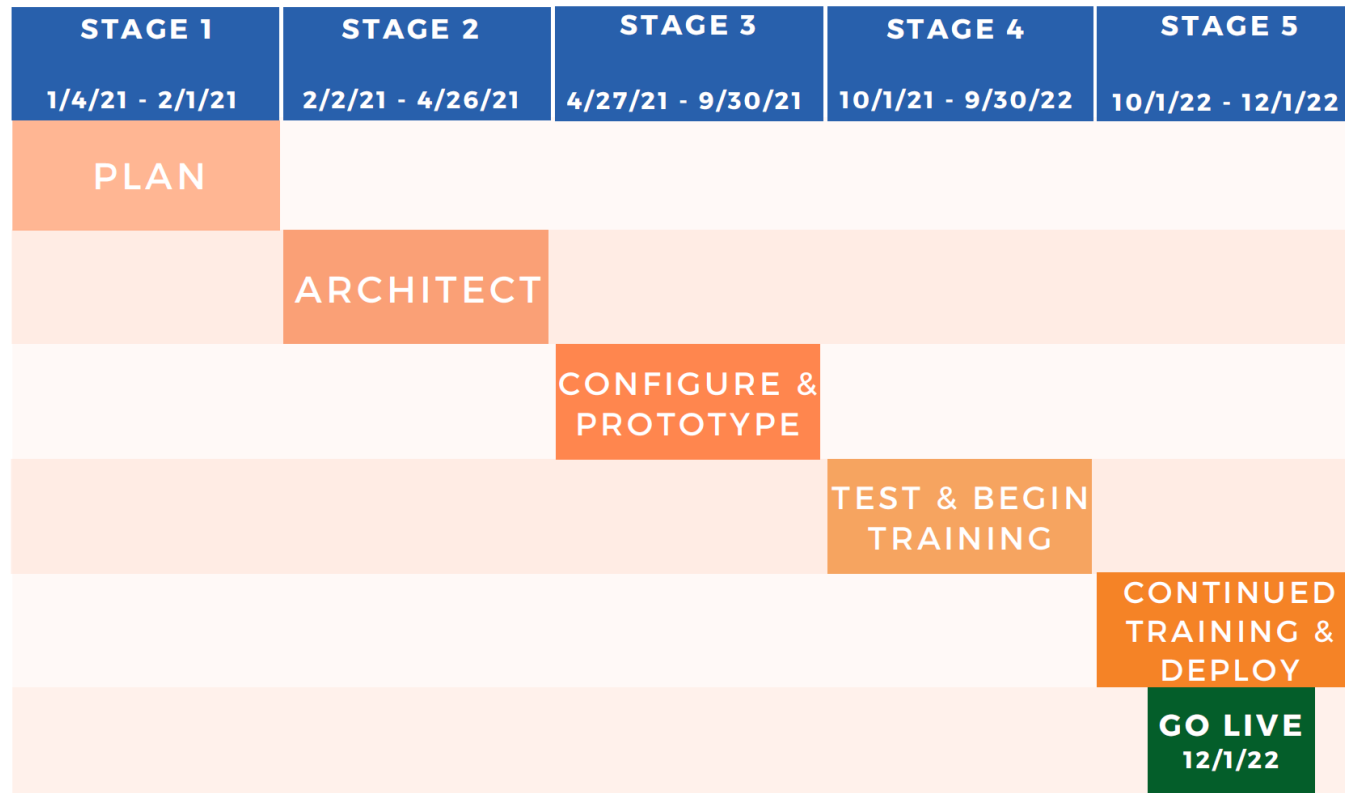 STAGE 1
1/4/21 - 2/1/21
STAGE 2
2/2/21 - 4/26/21
STAGE 3
4/27/21 - 9/30/21
STAGE 4
10/1/21 - 9/30/22
STAGE 5
10/1/22 - 12/1/22
PLAN
ARCHITECT
CONFIGURE &
PROTOTYPE
TEST & BEGIN
TRAINING
CONTINUED
TRAINING &
DEPLOY
GO LIVE
12/1/22